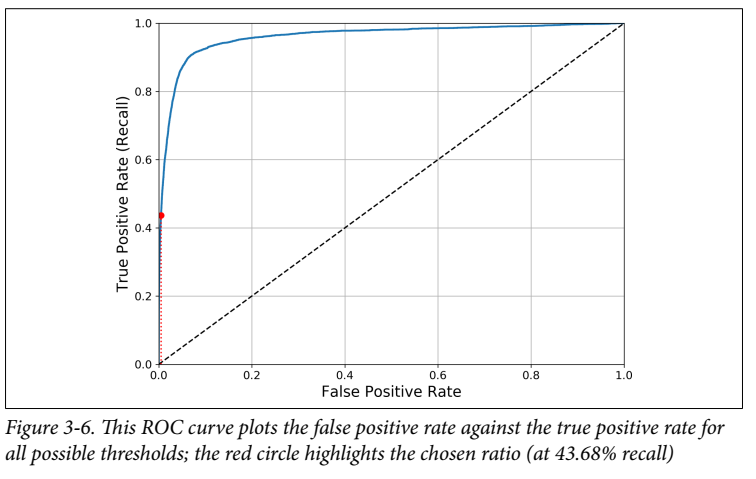 1.0
0.8
0.6
0.4
0.2
0.0
True Positive Rate (Recall)
0.0 0.2 0.4 0.6 0.8 1.0
False Positive Rate
Figure 3-6. This ROC curve plots the false positive rate against the true positive rate for
all possible thresholds; the red circle highlights the chosen ratio (at 43.68% recall)